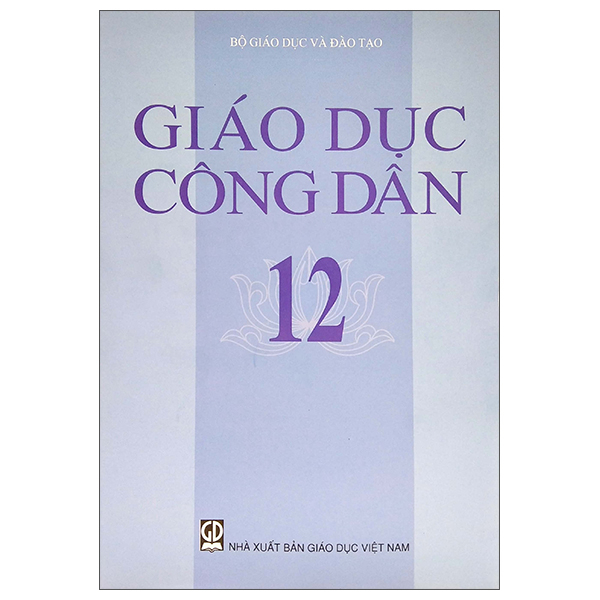 BỘ GIÁO DỤC VÀ ĐÀO TẠO
GIÁO DỤC
CÔNG DÂN
12
GD
NHÀ XUẤT BẢN GIÁO DỤC VIỆT NAM